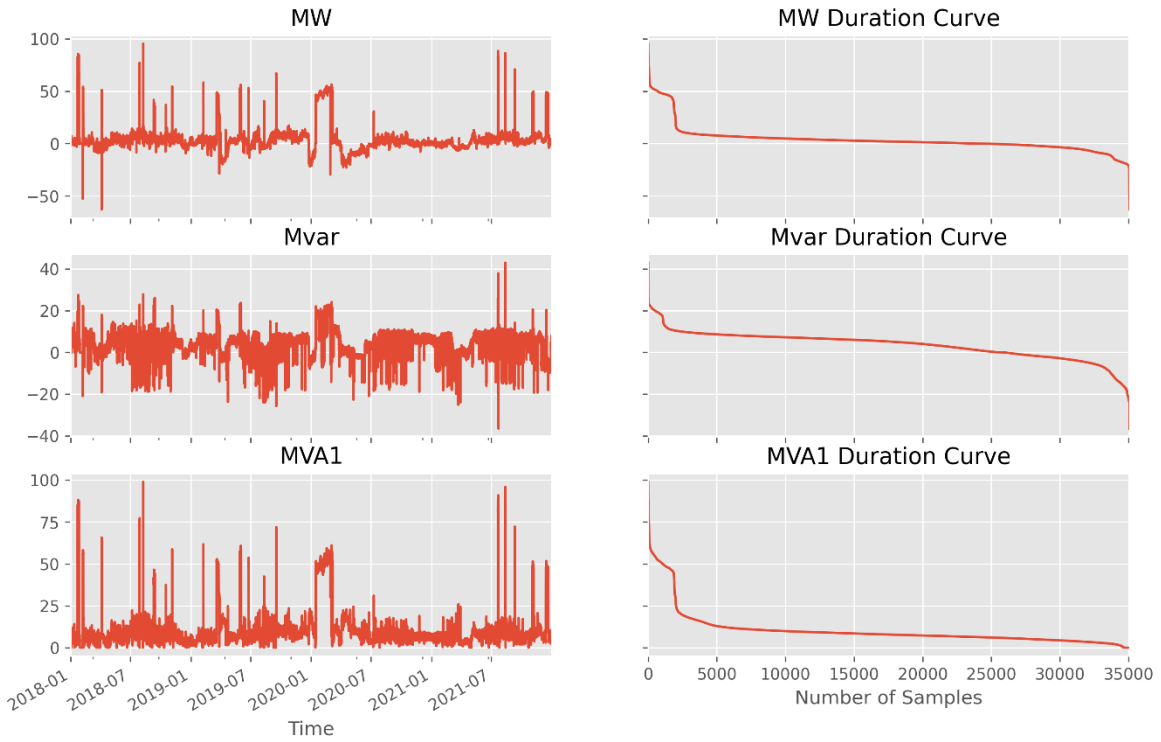 MW
100
50
0
−50
MW Duration Curve
Mvar
40
20
0
−20
−40
Mvar Duration Curve
MVA1
100
75
50
25
0
2018-01
2018-07
2019-01
2019-07
2020-01
2020-07
2021-01
2021-07
Time
MVA1 Duration Curve
0 5000 10000 15000 20000 25000 30000 35000
Number of Samples